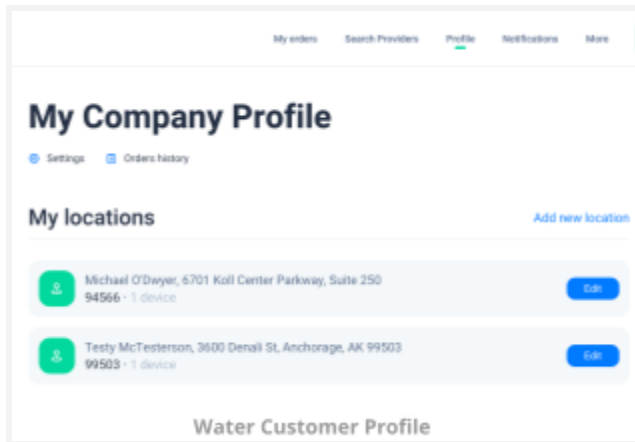 My orders Search Providers Profile Notifications More
My Company Profile
Settings Orders history
My locations
Add new location
Michael O'Dwyer, 6701 Koll Center Parkway, Suite 250
94566 · 1 device
Edit
Testy McTesterson, 3600 Denali St, Anchorage, AK 99503
99503 · 1 device
Edit
Water Customer Profile